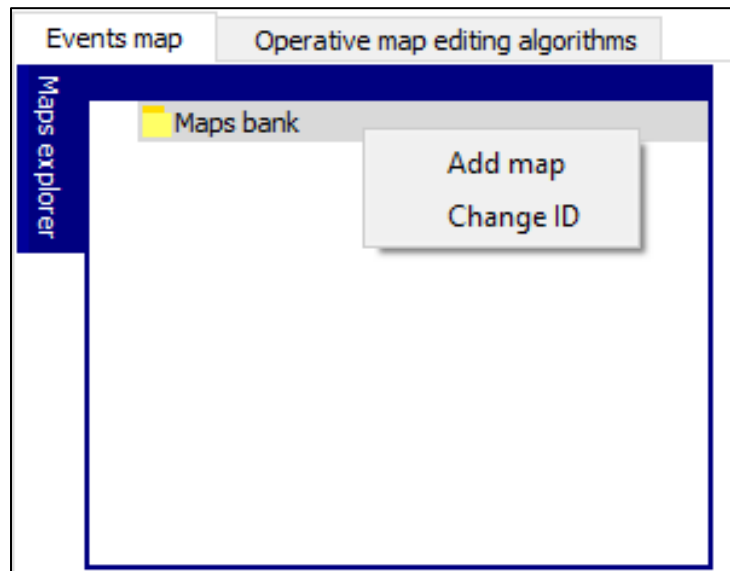 Events map
Operative map editing algorithms
Maps explorer
Maps bank
Add map
Change ID